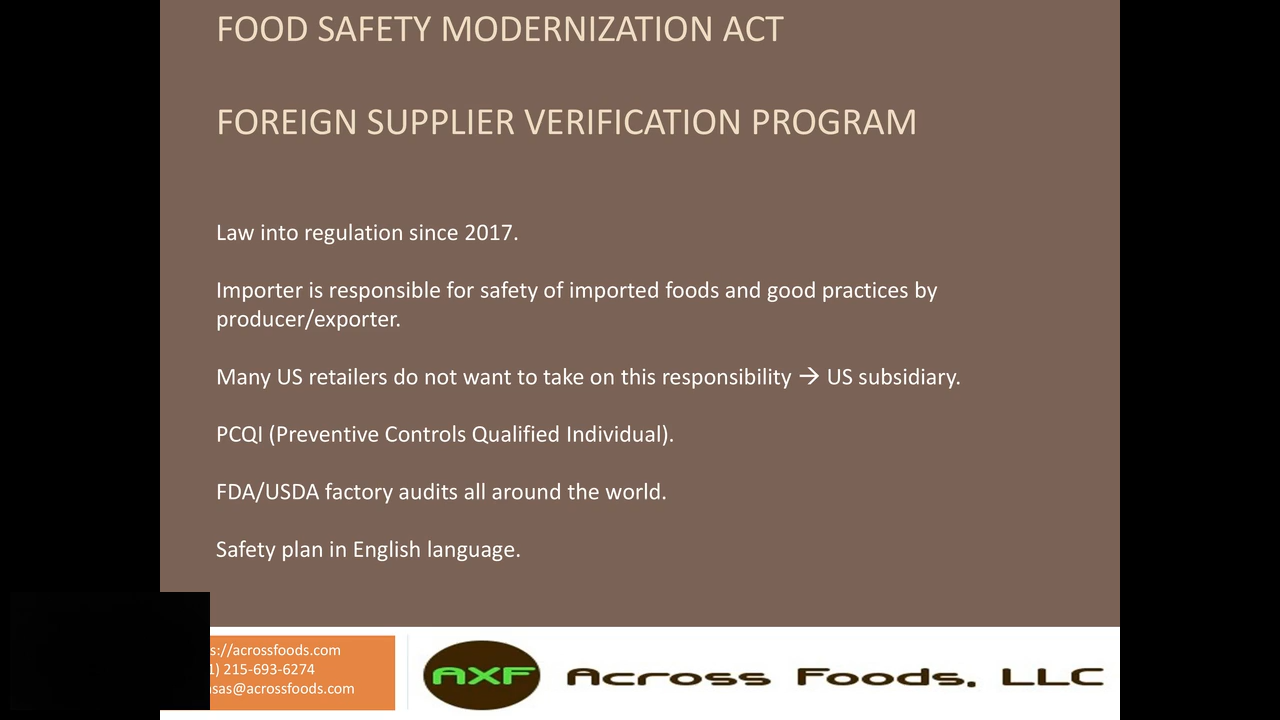 FOOD SAFETY MODERNIZATION ACT
FOREIGN SUPPLIER VERIFICATION PROGRAM
Law into regulation since 2017.
Importer is responsible for safety of imported foods and good practices by
producer/exporter.
Many US retailers do not want to take on this responsibility → US subsidiary.
PCQI (Preventive Controls Qualified Individual).
FDA/USDA factory audits all around the world.
Safety plan in English language.
s://acrossfoods.com
1) 215-693-6274
sas@acrossfoods.com
AXF
Across Foods, LLC